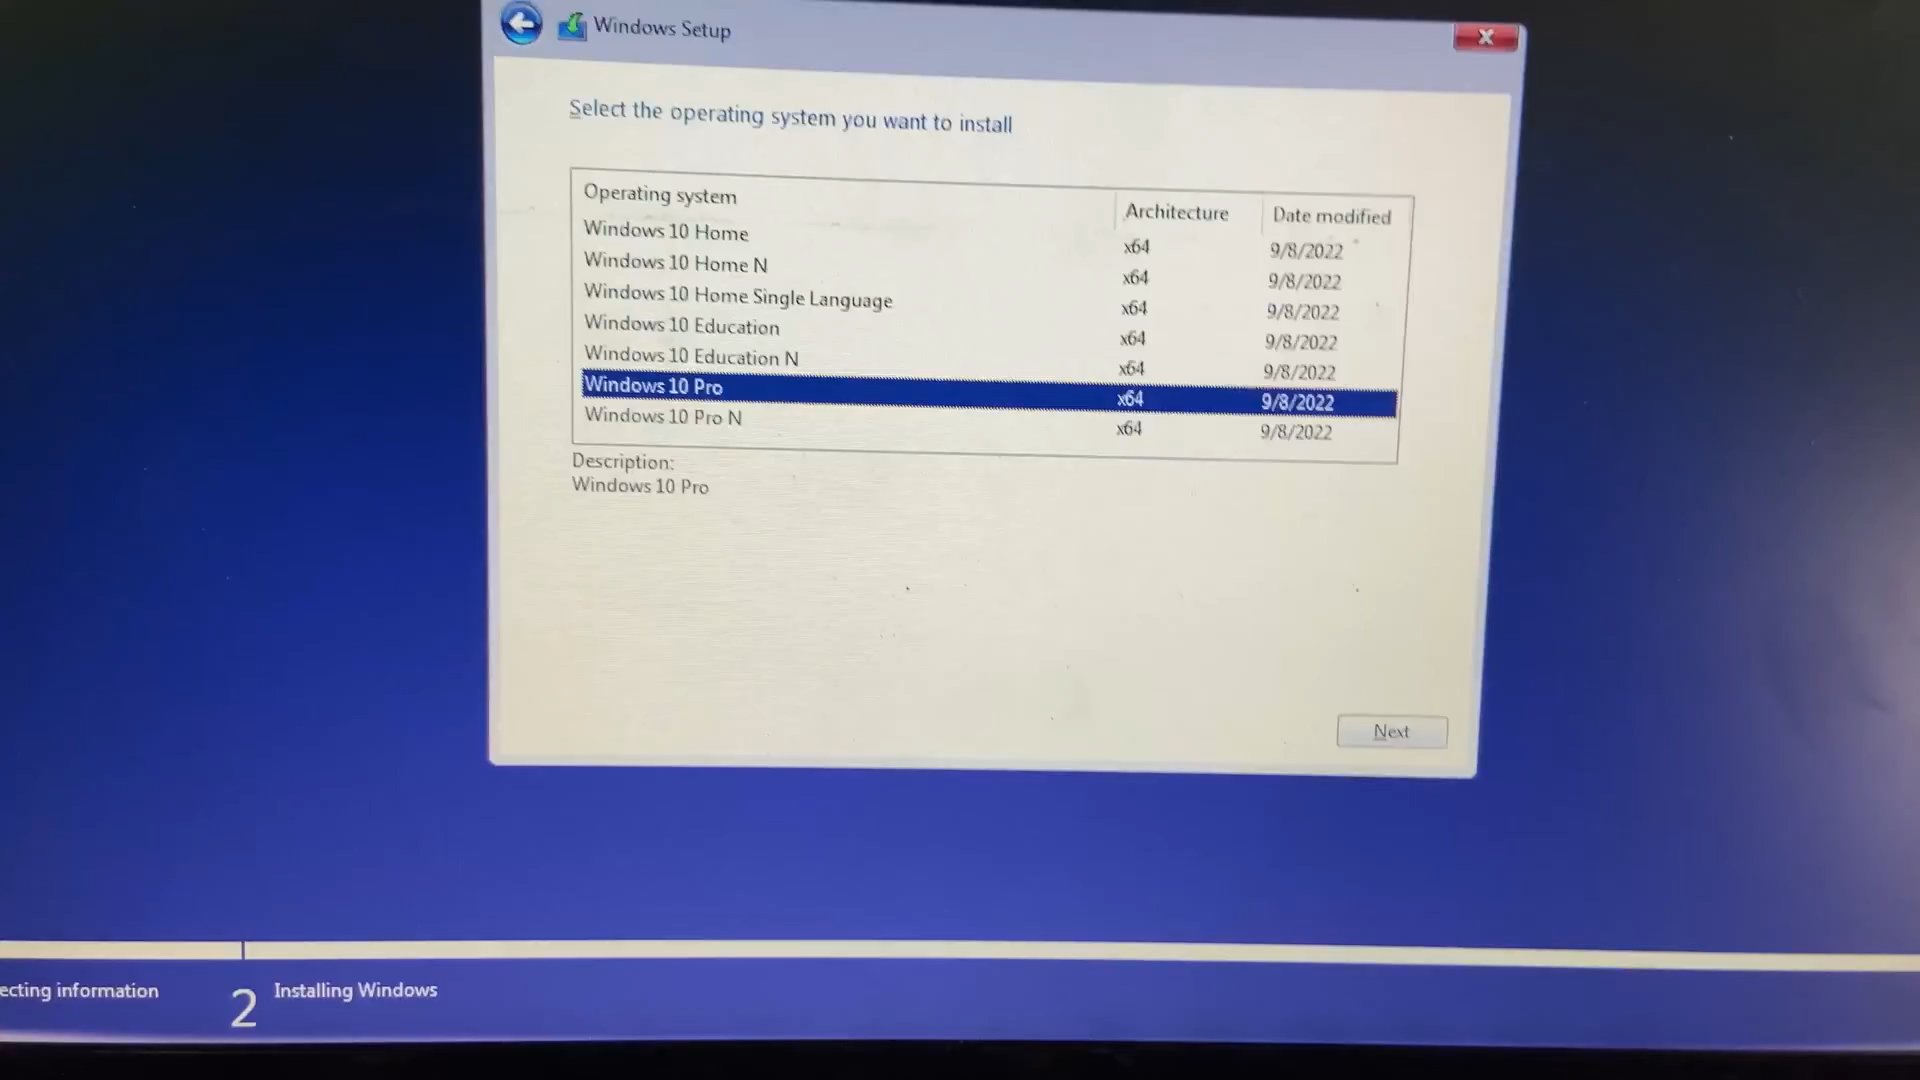 Windows Setup
Select the operating system you want to install
Operating system Architecture Date modified
Windows 10 Home x64 9/8/2022
Windows 10 Home N x64 9/8/2022
Windows 10 Home Single Language x64 9/8/2022
Windows 10 Education x64 9/8/2022
Windows 10 Education N x64 9/8/2022
Windows 10 Pro x64 9/8/2022
Windows 10 Pro N x64 9/8/2022
Description:
Windows 10 Pro
Next
ecting information 2 Installing Windows